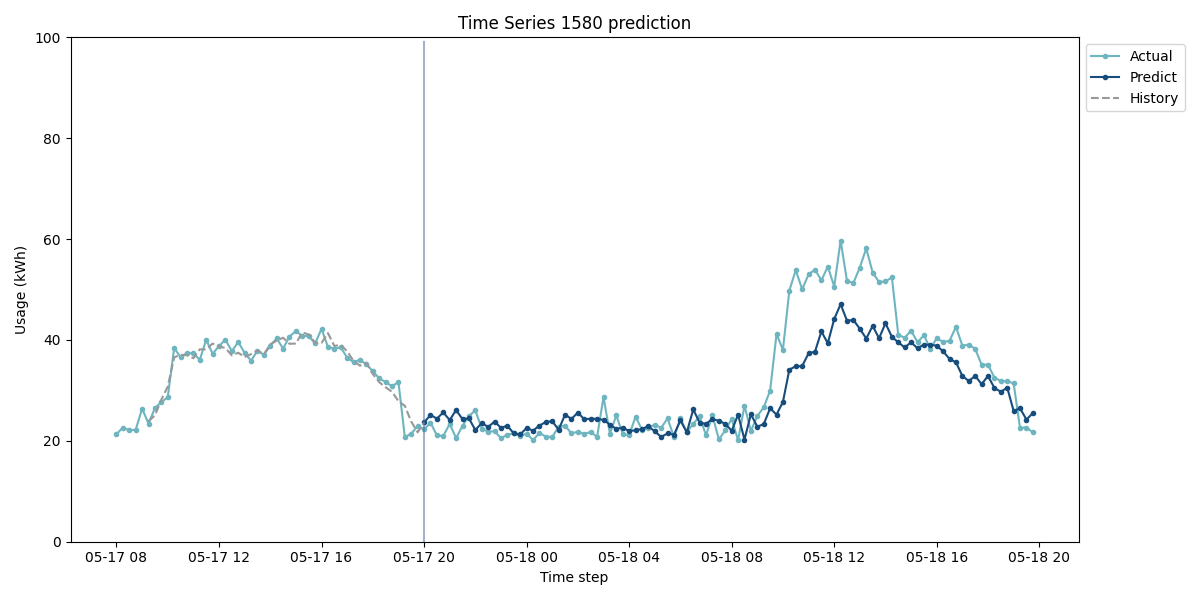 Time Series 1580 prediction
100
80
60
40
20
0
Usage (kWh)
05-17 08
05-17 12
05-17 16
05-17 20
05-18 00
05-18 04
05-18 08
05-18 12
05-18 16
05-18 20
Time step
Actual
Predict
History